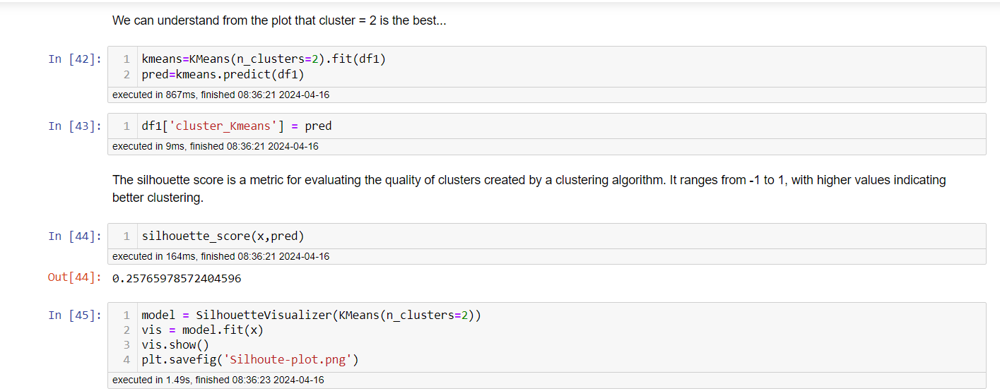 We can understand from the plot that cluster = 2 is the best...
In [42]: 1 kmeans=KMeans(n_clusters=2).fit(df1)
2 pred=kmeans.predict(df1)
executed in 867ms, finished 08:36:21 2024-04-16
In [43]: 1 df1['cluster_Kmeans'] = pred
executed in 9ms, finished 08:36:21 2024-04-16
The silhouette score is a metric for evaluating the quality of clusters created by a clustering algorithm. It ranges from -1 to 1, with higher values indicating
better clustering.
In [44]: 1 silhouette_score(x,pred)
executed in 164ms, finished 08:36:21 2024-04-16
Out[44]: 0.25765978572404596
In [45]: 1 model = SilhouetteVisualizer(KMeans(n_clusters=2))
2 vis = model.fit(x)
3 vis.show()
4 plt.savefig('Silhoute-plot.png')
executed in 1.49s, finished 08:36:23 2024-04-16